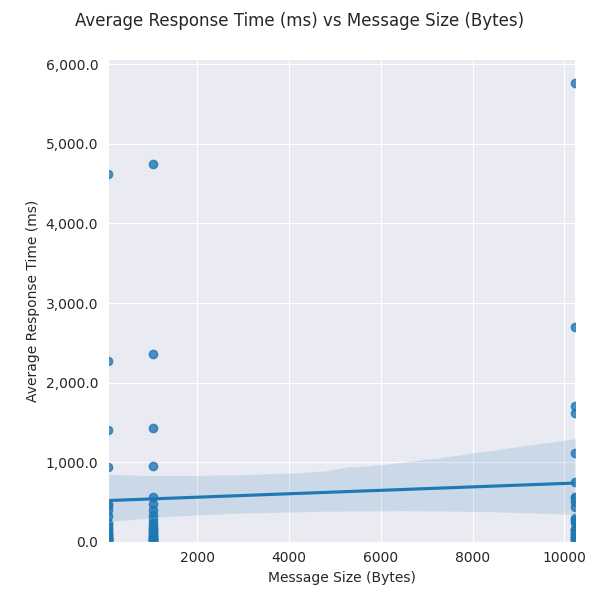 Average Response Time (ms) vs Message Size (Bytes)
6,000.0
5,000.0
4,000.0
3,000.0
2,000.0
1,000.0
0.0
Average Response Time (ms)
2000 4000 6000 8000 10000
Message Size (Bytes)